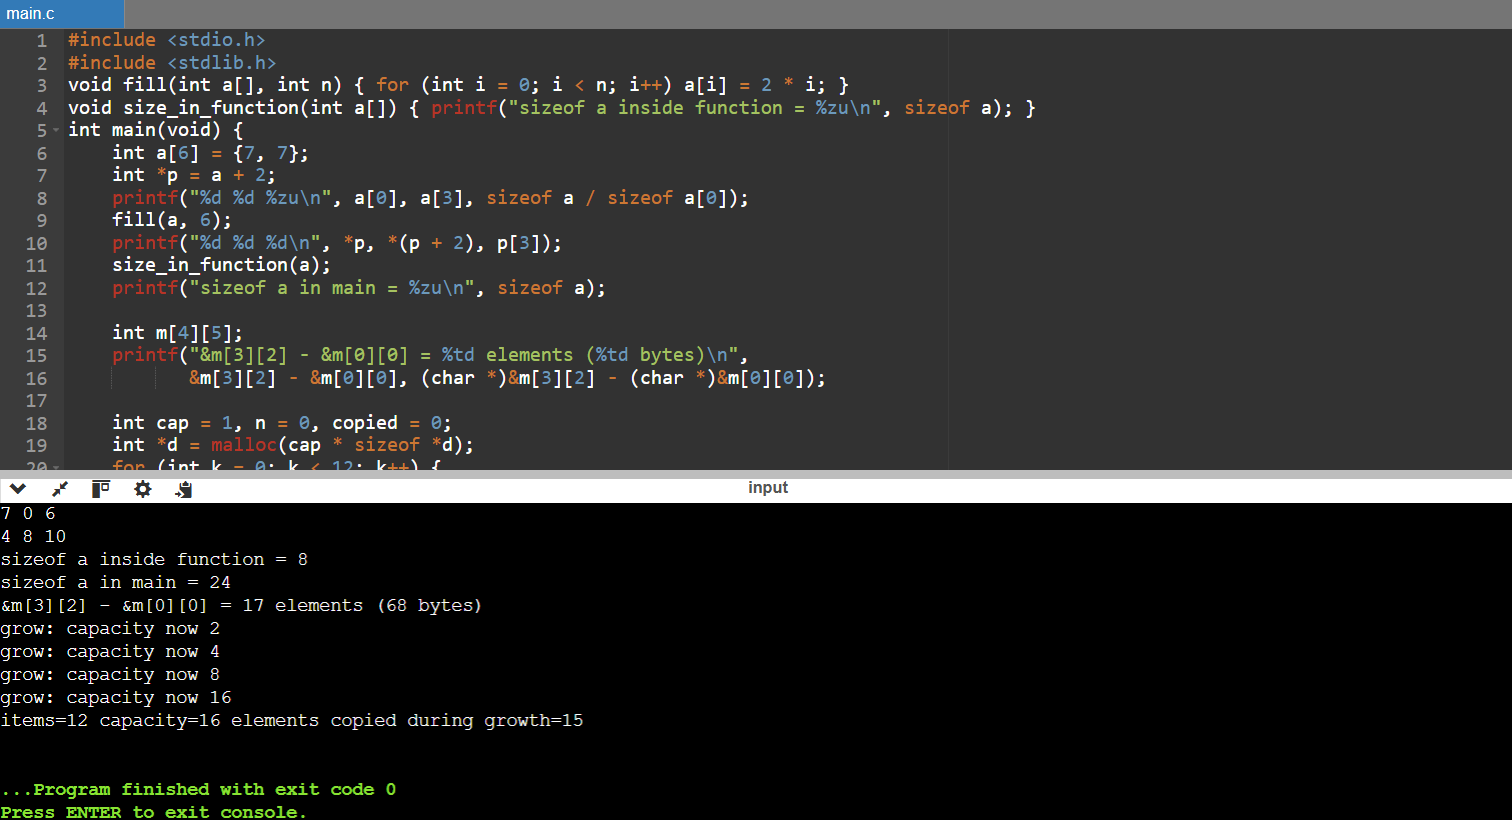 main.c
1 #include <stdio.h>
2 #include <stdlib.h>
3 void fill(int a[], int n) { for (int i = 0; i < n; i++) a[i] = 2 * i; }
4 void size_in_function(int a[]) { printf("sizeof a inside function = %zu\n", sizeof a); }
5 int main(void) {
6     int a[6] = {7, 7};
7     int *p = a + 2;
8     printf("%d %d %zu\n", a[0], a[3], sizeof a / sizeof a[0]);
9     fill(a, 6);
10     printf("%d %d %d\n", *p, *(p + 2), p[3]);
11     size_in_function(a);
12     printf("sizeof a in main = %zu\n", sizeof a);
13
14     int m[4][5];
15     printf("&m[3][2] - &m[0][0] = %td elements (%td bytes)\n",
16            &m[3][2] - &m[0][0], (char *)&m[3][2] - (char *)&m[0][0]);
17
18     int cap = 1, n = 0, copied = 0;
19     int *d = malloc(cap * sizeof *d);
20     for (int k = 0; k < 12; k++) {
input
7 0 6
4 8 10
sizeof a inside function = 8
sizeof a in main = 24
&m[3][2] - &m[0][0] = 17 elements (68 bytes)
grow: capacity now 2
grow: capacity now 4
grow: capacity now 8
grow: capacity now 16
items=12 capacity=16 elements copied during growth=15
...Program finished with exit code 0
Press ENTER to exit console.